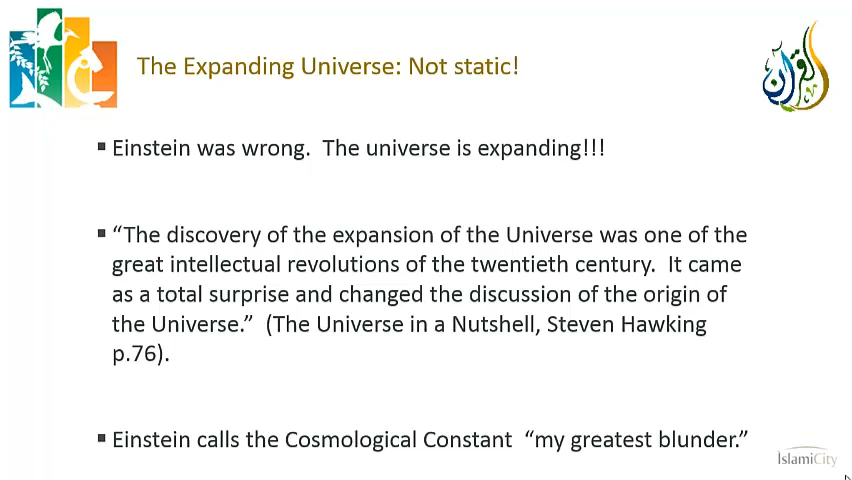 The Expanding Universe: Not static!
القرآن
▪ Einstein was wrong.  The universe is expanding!!!
▪ “The discovery of the expansion of the Universe was one of the
great intellectual revolutions of the twentieth century.  It came
as a total surprise and changed the discussion of the origin of
the Universe.”  (The Universe in a Nutshell, Steven Hawking
p.76).
▪ Einstein calls the Cosmological Constant  “my greatest blunder.”
IslamiCity